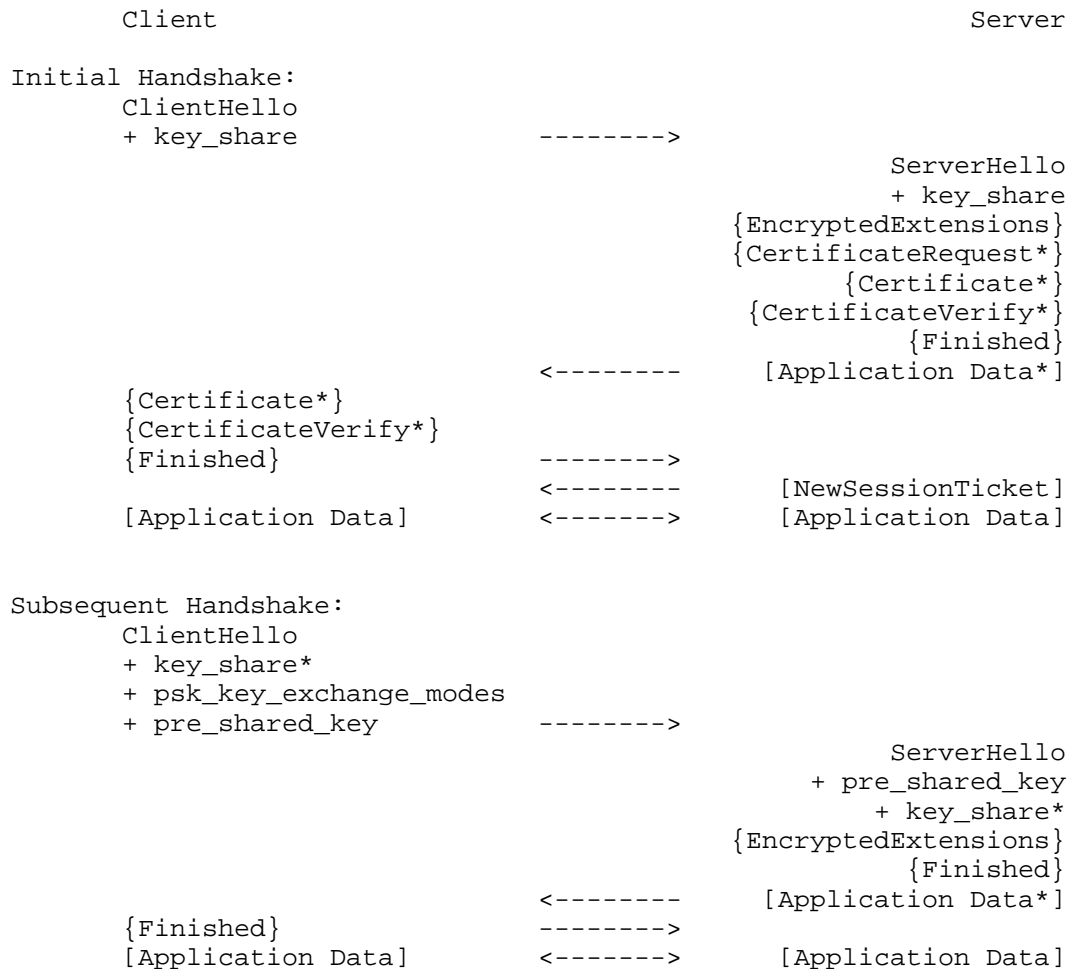 Client                                               Server
Initial Handshake:
ClientHello
+ key_share               -------->
ServerHello
+ key_share
{EncryptedExtensions}
{CertificateRequest*}
{Certificate*}
{CertificateVerify*}
{Finished}
<--------     [Application Data*]
{Certificate*}
{CertificateVerify*}
{Finished}                -------->
<--------      [NewSessionTicket]
[Application Data]        <------->      [Application Data]
Subsequent Handshake:
ClientHello
+ key_share*
+ psk_key_exchange_modes
+ pre_shared_key          -------->
ServerHello
+ pre_shared_key
+ key_share*
{EncryptedExtensions}
{Finished}
<--------     [Application Data*]
{Finished}                -------->
[Application Data]        <------->      [Application Data]